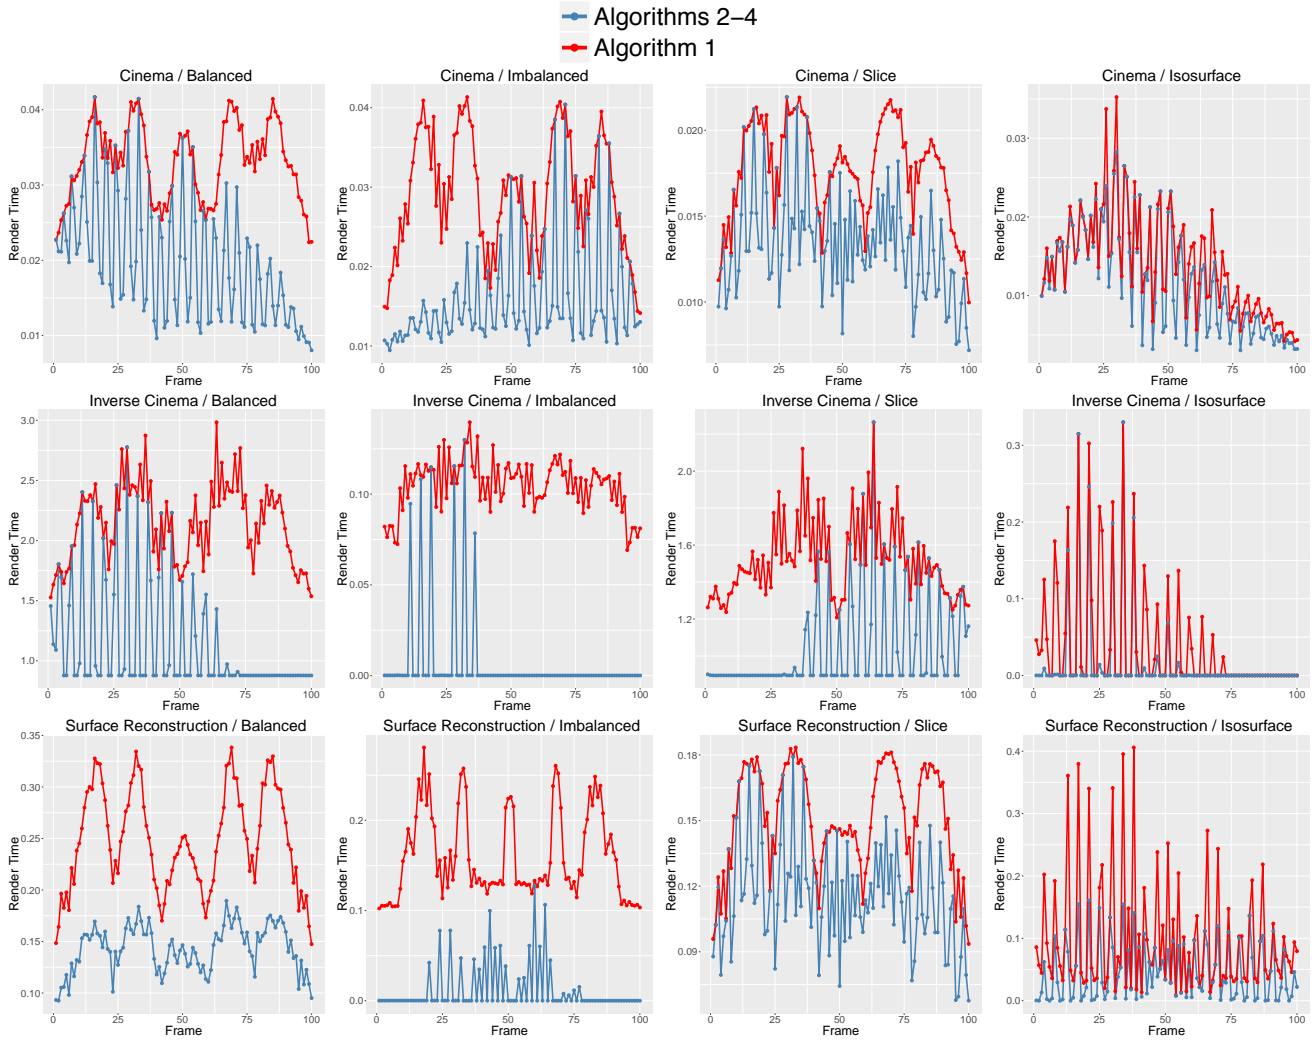 Algorithms 2−4
Algorithm 1
Cinema / Balanced
Cinema / Imbalanced
Cinema / Slice
Cinema / Isosurface
Render Time
0.04
0.03
0.02
0.01
0 25 50 75 100
Frame
Render Time
0.04
0.03
0.02
0.01
0 25 50 75 100
Frame
Render Time
0.020
0.015
0.010
0 25 50 75 100
Frame
Render Time
0.03
0.02
0.01
0 25 50 75 100
Frame
Inverse Cinema / Balanced
Inverse Cinema / Imbalanced
Inverse Cinema / Slice
Inverse Cinema / Isosurface
Render Time
3.0
2.5
2.0
1.5
1.0
0 25 50 75 100
Frame
Render Time
0.10
0.05
0.00
0 25 50 75 100
Frame
Render Time
2.0
1.6
1.2
0 25 50 75 100
Frame
Render Time
0.3
0.2
0.1
0.0
0 25 50 75 100
Frame
Surface Reconstruction / Balanced
Surface Reconstruction / Imbalanced
Surface Reconstruction / Slice
Surface Reconstruction / Isosurface
Render Time
0.35
0.30
0.25
0.20
0.15
0.10
0 25 50 75 100
Frame
Render Time
0.2
0.1
0.0
0 25 50 75 100
Frame
Render Time
0.18
0.15
0.12
0.09
0 25 50 75 100
Frame
Render Time
0.4
0.3
0.2
0.1
0.0
0 25 50 75 100
Frame